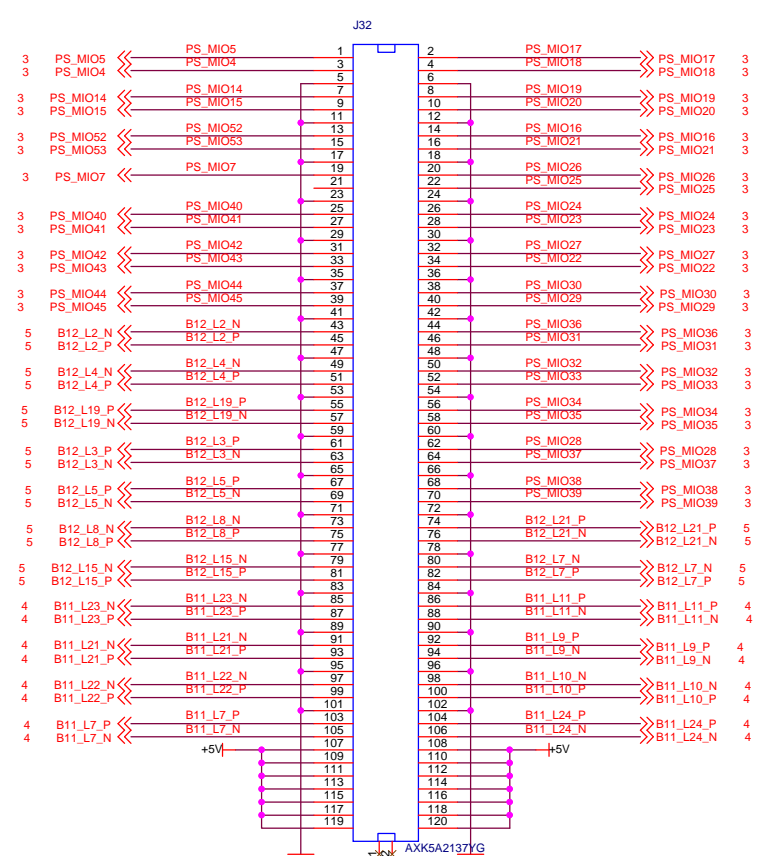 J32
3 PS_MIO5 PS_MIO5 1 2 PS_MIO17 PS_MIO17 3
3 PS_MIO4 PS_MIO4 3 4 PS_MIO18 PS_MIO18 3
5 6
3 PS_MIO14 PS_MIO14 7 8 PS_MIO19 PS_MIO19 3
3 PS_MIO15 PS_MIO15 9 10 PS_MIO20 PS_MIO20 3
11 12
3 PS_MIO52 PS_MIO52 13 14 PS_MIO16 PS_MIO16 3
3 PS_MIO53 PS_MIO53 15 16 PS_MIO21 PS_MIO21 3
17 18
3 PS_MIO7 PS_MIO7 19 20 PS_MIO26 PS_MIO26 3
21 22 PS_MIO25 PS_MIO25 3
23 24
3 PS_MIO40 PS_MIO40 25 26 PS_MIO24 PS_MIO24 3
3 PS_MIO41 PS_MIO41 27 28 PS_MIO23 PS_MIO23 3
29 30
3 PS_MIO42 PS_MIO42 31 32 PS_MIO27 PS_MIO27 3
3 PS_MIO43 PS_MIO43 33 34 PS_MIO22 PS_MIO22 3
35 36
3 PS_MIO44 PS_MIO44 37 38 PS_MIO30 PS_MIO30 3
3 PS_MIO45 PS_MIO45 39 40 PS_MIO29 PS_MIO29 3
41 42
5 B12_L2_N B12_L2_N 43 44 PS_MIO36 PS_MIO36 3
5 B12_L2_P B12_L2_P 45 46 PS_MIO31 PS_MIO31 3
47 48
5 B12_L4_N B12_L4_N 49 50 PS_MIO32 PS_MIO32 3
5 B12_L4_P B12_L4_P 51 52 PS_MIO33 PS_MIO33 3
53 54
5 B12_L19_P B12_L19_P 55 56 PS_MIO34 PS_MIO34 3
5 B12_L19_N B12_L19_N 57 58 PS_MIO35 PS_MIO35 3
59 60
5 B12_L3_P B12_L3_P 61 62 PS_MIO28 PS_MIO28 3
5 B12_L3_N B12_L3_N 63 64 PS_MIO37 PS_MIO37 3
65 66
5 B12_L5_P B12_L5_P 67 68 PS_MIO38 PS_MIO38 3
5 B12_L5_N B12_L5_N 69 70 PS_MIO39 PS_MIO39 3
71 72
5 B12_L8_N B12_L8_N 73 74 B12_L21_P B12_L21_P 5
5 B12_L8_P B12_L8_P 75 76 B12_L21_N B12_L21_N 5
77 78
5 B12_L15_N B12_L15_N 79 80 B12_L7_N B12_L7_N 5
5 B12_L15_P B12_L15_P 81 82 B12_L7_P B12_L7_P 5
83 84
4 B11_L23_N B11_L23_N 85 86 B11_L11_P B11_L11_P 4
4 B11_L23_P B11_L23_P 87 88 B11_L11_N B11_L11_N 4
89 90
4 B11_L21_N B11_L21_N 91 92 B11_L9_P B11_L9_P 4
4 B11_L21_P B11_L21_P 93 94 B11_L9_N B11_L9_N 4
95 96
4 B11_L22_N B11_L22_N 97 98 B11_L10_N B11_L10_N 4
4 B11_L22_P B11_L22_P 99 100 B11_L10_P B11_L10_P 4
101 102
4 B11_L7_P B11_L7_P 103 104 B11_L24_P B11_L24_P 4
4 B11_L7_N B11_L7_N 105 106 B11_L24_N B11_L24_N 4
+5V 107 108 +5V
109 110
111 112
113 114
115 116
117 118
119 120
AXK5A2137YG